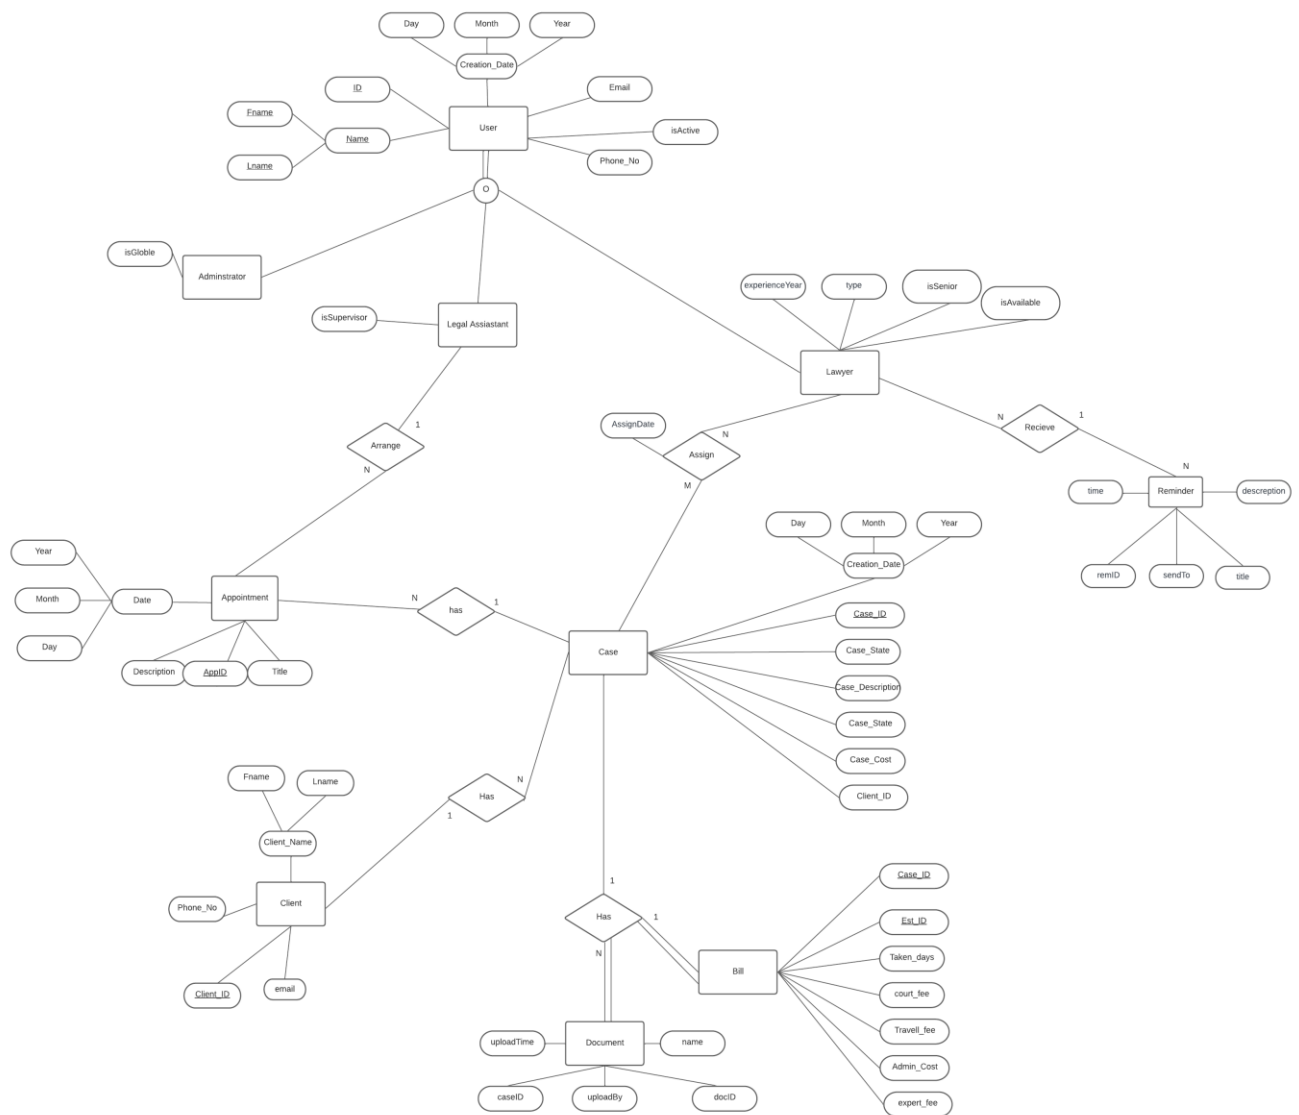 Day
Month
Year
Creation_Date
ID
Email
Fname
Name
User
isActive
Lname
Phone_No
O
isGloble
Adminstrator
experienceYear
type
isSenior
isAvailable
isSupervisor
Legal Assiastant
Lawyer
AssignDate
1
N
N
1
Arrange
Assign
Recieve
N
M
N
time
Reminder
descreption
Day
Month
Year
Year
Creation_Date
remID
sendTo
title
Month
Date
Appointment
N
has
1
Case_ID
Day
Case
Case_State
Description
AppID
Title
Case_Description
Case_State
Case_Cost
Fname
Lname
N
Has
1
Client_ID
Client_Name
Case_ID
1
Phone_No
Client
Has
1
Est_ID
N
Taken_days
Bill
Client_ID
email
court_fee
Travell_fee
uploadTime
Document
name
Admin_Cost
caseID
uploadBy
docID
expert_fee